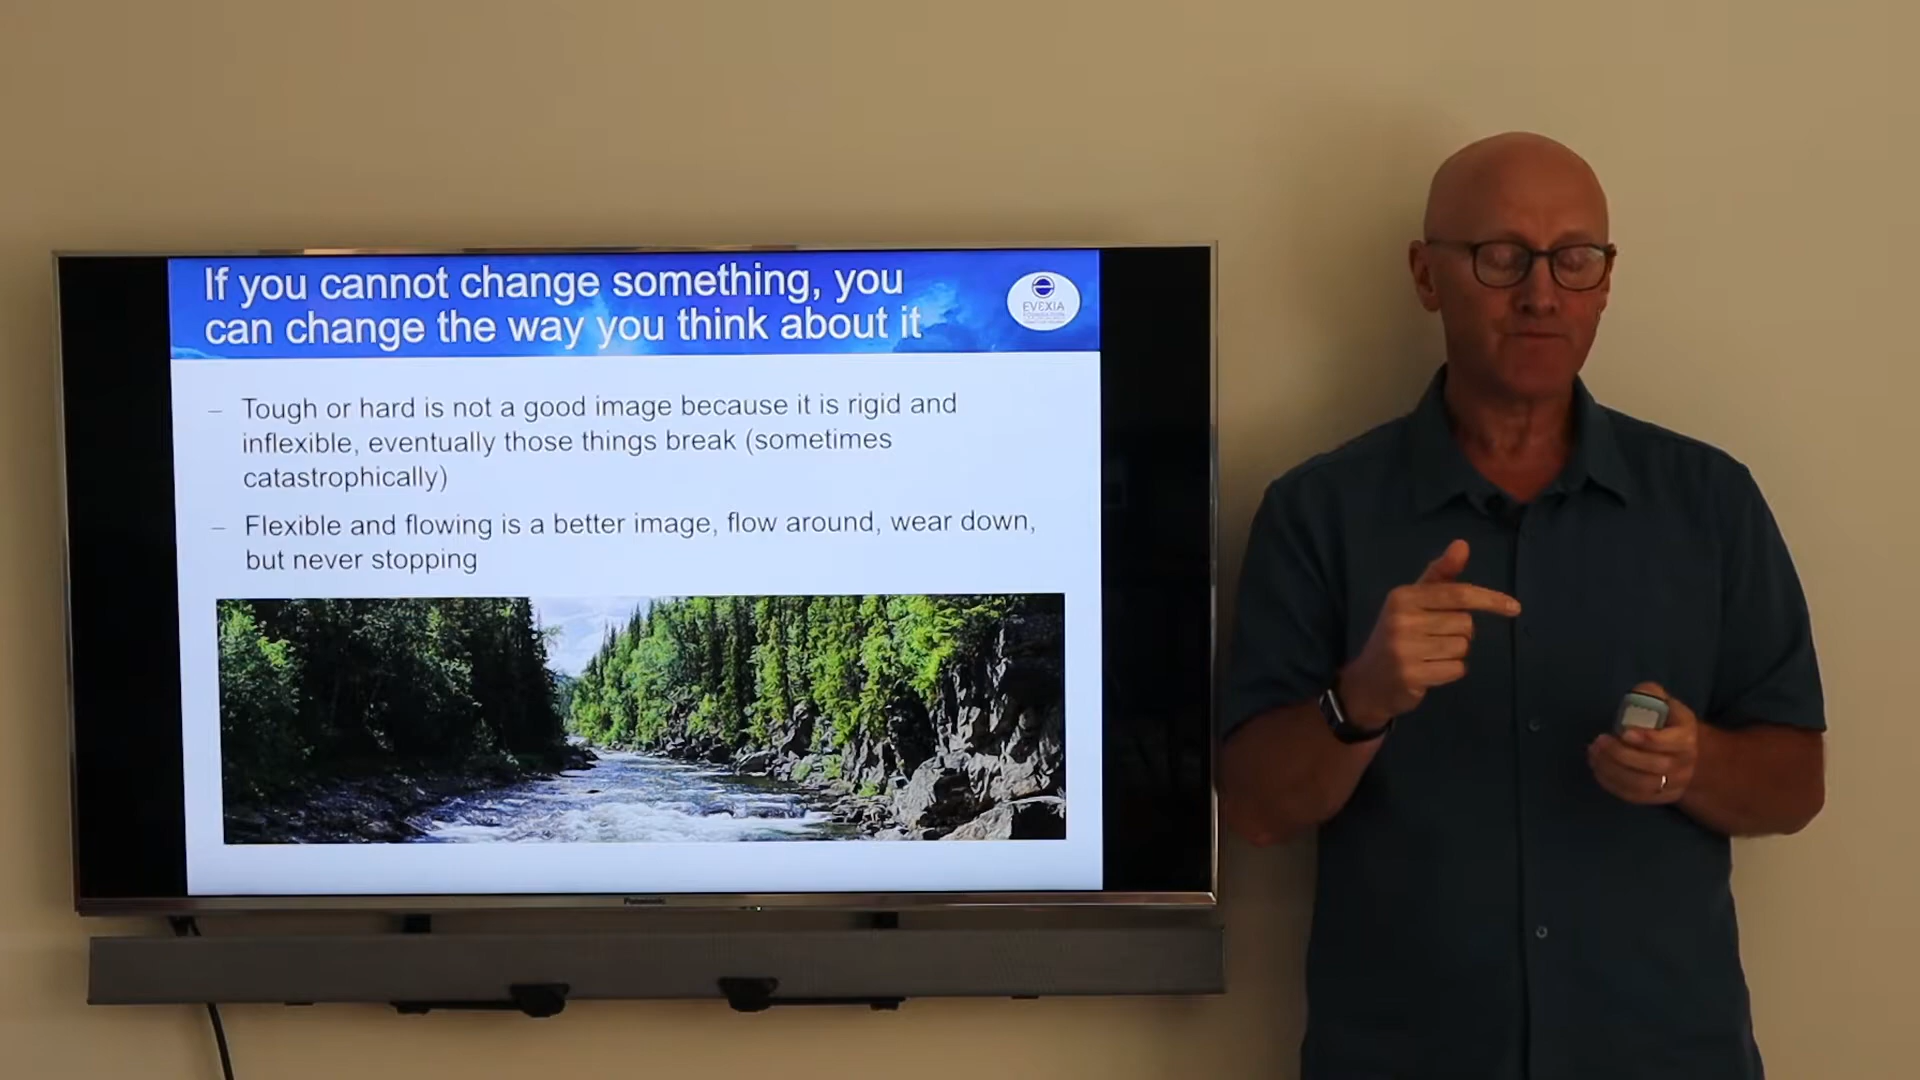 If you cannot change something, you
can change the way you think about it
EVEXIA
FOUNDATION
– Tough or hard is not a good image because it is rigid and
inflexible, eventually those things break (sometimes
catastrophically)
– Flexible and flowing is a better image, flow around, wear down,
but never stopping
Panasonic